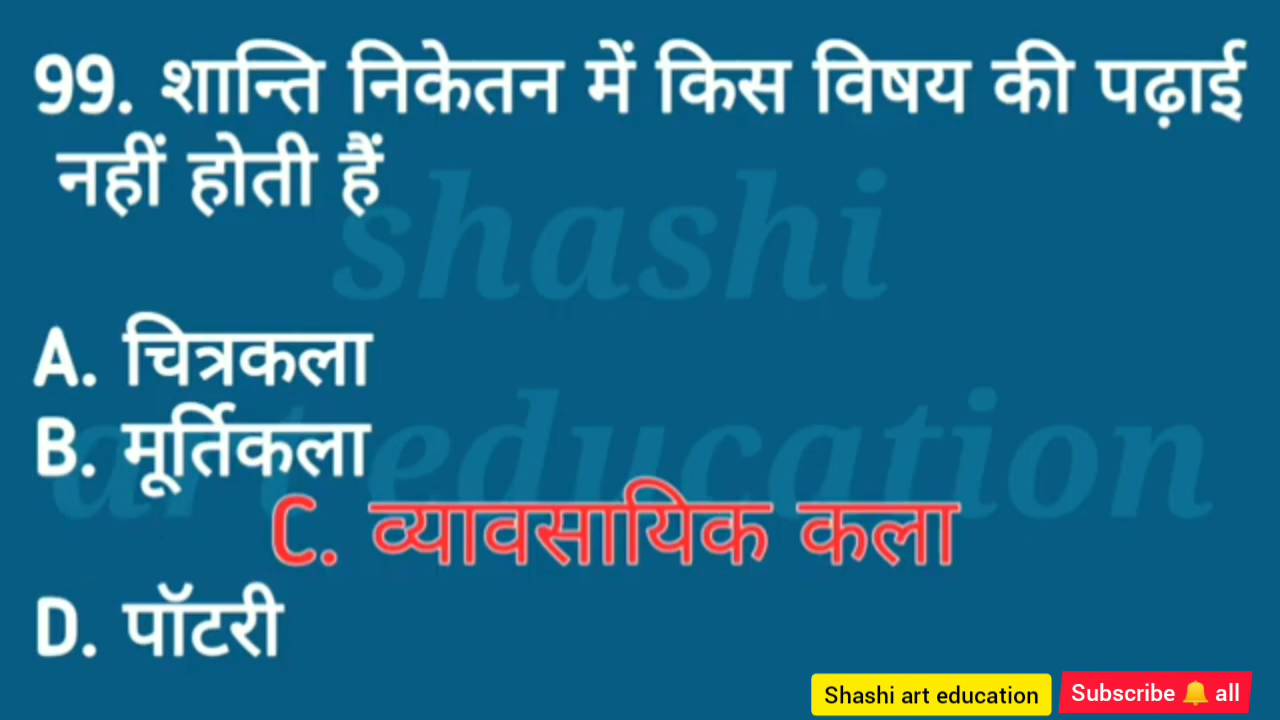 99. शान्ति निकेतन में किस विषय की पढ़ाई
नहीं होती हैं
shashi
A. चित्रकला
art education
B. मूर्तिकला
C. व्यावसायिक कला
D. पॉटरी
Shashi art education
Subscribe 🔔 all